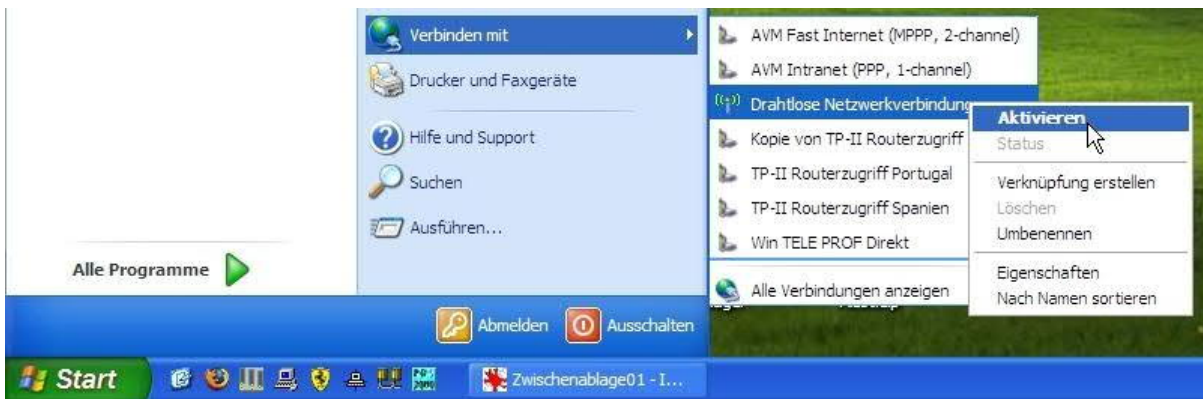 Verbinden mit
Drucker und Faxgeräte
Hilfe und Support
Suchen
Ausführen...
Alle Programme
Abmelden
Ausschalten
AVM Fast Internet (MPPP, 2-channel)
AVM Intranet (PPP, 1-channel)
Drahtlose Netzwerkverbindung
Kopie von TP-II Routerzugriff
TP-II Routerzugriff Portugal
TP-II Routerzugriff Spanien
Win TELE PROF Direkt
Alle Verbindungen anzeigen
Aktivieren
Status
Verknüpfung erstellen
Löschen
Umbenennen
Eigenschaften
Nach Namen sortieren
Start
Zwischenablage01 - I...